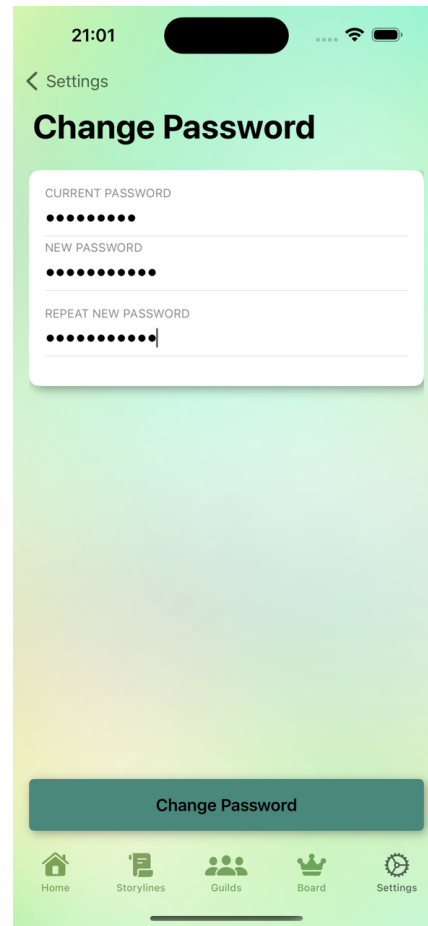 21:01
Settings
Change Password
CURRENT PASSWORD
●●●●●●●●●
NEW PASSWORD
●●●●●●●●●●●
REPEAT NEW PASSWORD
●●●●●●●●●●●
Change Password
Home Storylines Guilds Board Settings